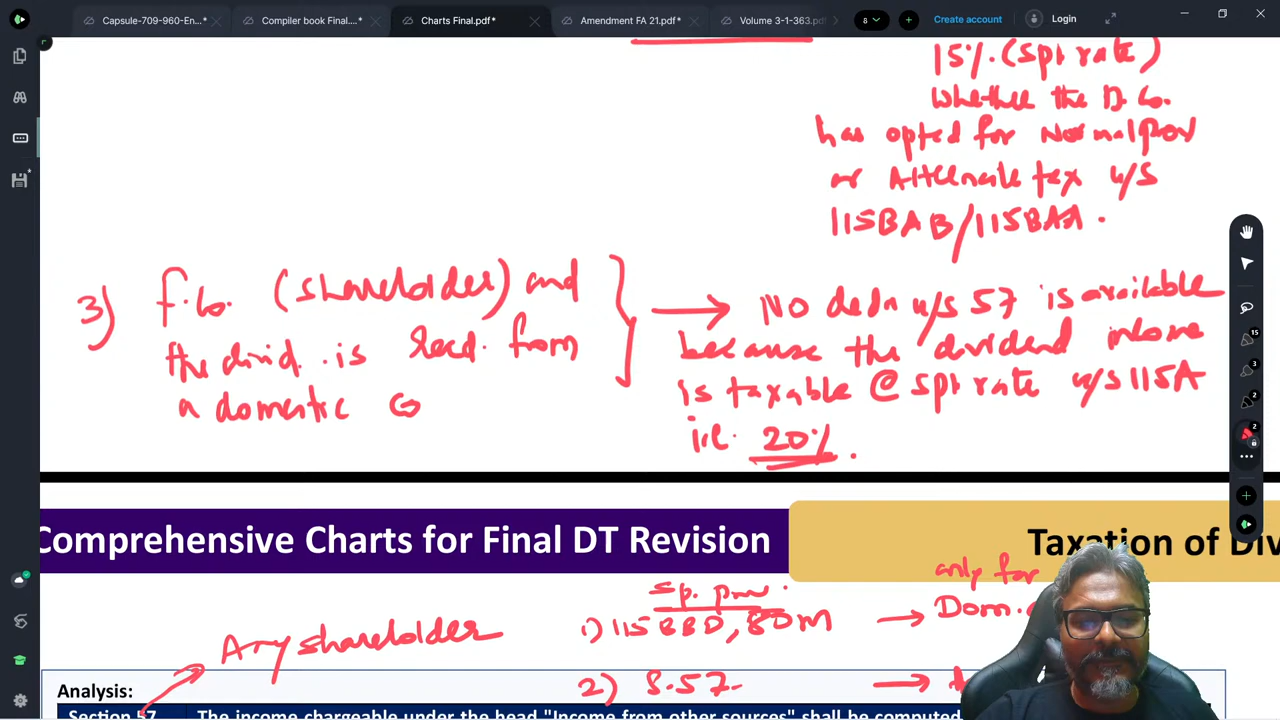 Capsule-709-960-En...*
Compiler book Final....*
Charts Final.pdf*
Amendment FA 21.pdf*
Volume 3-1-363.pdf
8
Create account
Login
15%.(Spl rate)
Whether the D.Co.
has opted for Normal Prov
or Alternate tax u/s
115BAB/115BAA.
3) F.Co. (shareholder) and
the divid. is recd. from
a domestic co
No dedn u/s 57 is available
because the dividend income
is taxable @ spl rate u/s 115A
i.e. 20%.
15
3
2
2
Comprehensive Charts for Final DT Revision
Taxation of Div
only for
Sp. prov.
1) 115BBD, 80M
Dom.
Any shareholder
2) S.57.
Analysis:
Section 57
The income chargeable under the head "Income from other sources" shall be computed